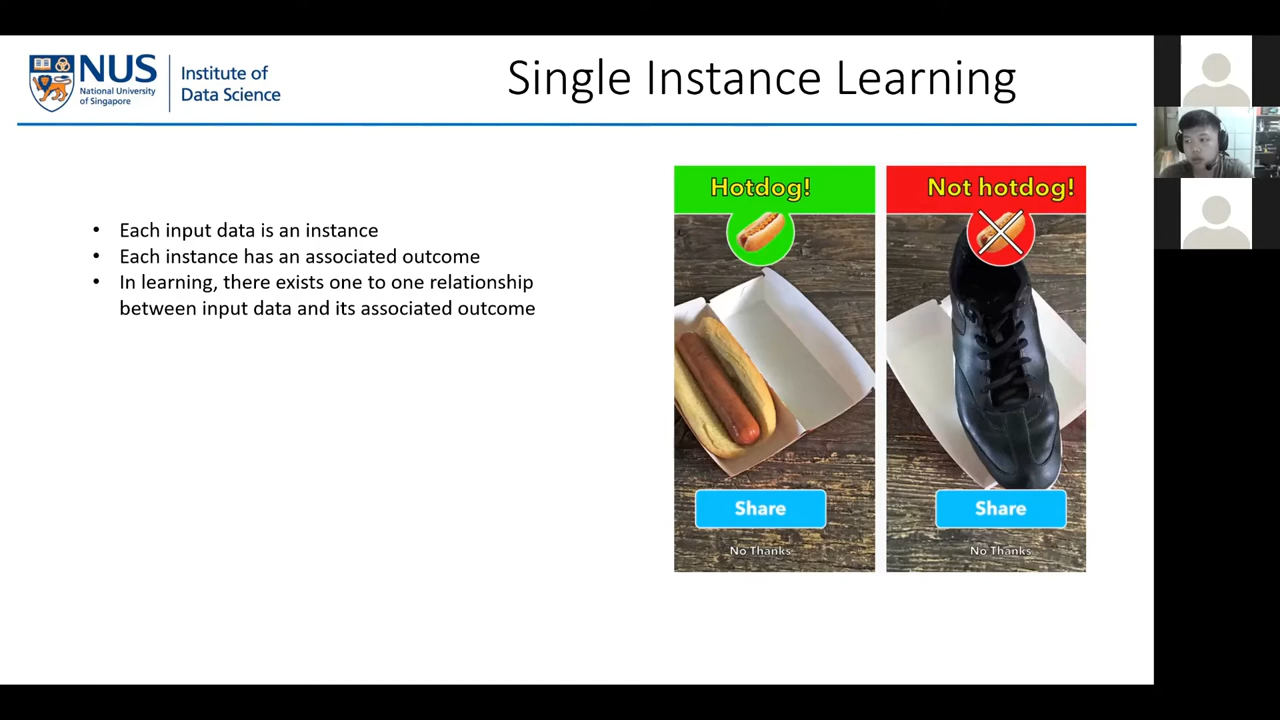 NUS
National University
of Singapore
Institute of
Data Science
Single Instance Learning
• Each input data is an instance
• Each instance has an associated outcome
• In learning, there exists one to one relationship
between input data and its associated outcome
Hotdog!
Share
No Thanks
Not hotdog!
Share
No Thanks